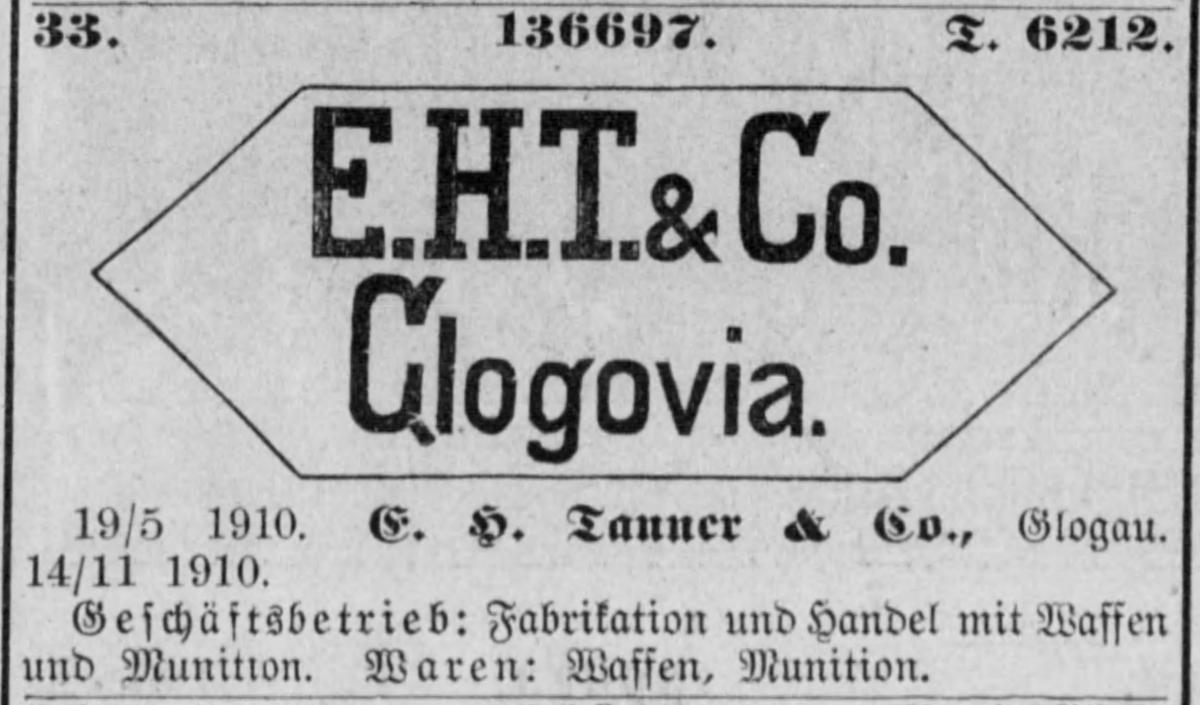 33. 136697. T. 6212.
E.H.T. & Co.
Glogovia.
19/5 1910. E. H. Tanner & Co., Glogau.
14/11 1910.
Geschäftsbetrieb: Fabrikation und Handel mit Waffen
und Munition. Waren: Waffen, Munition.